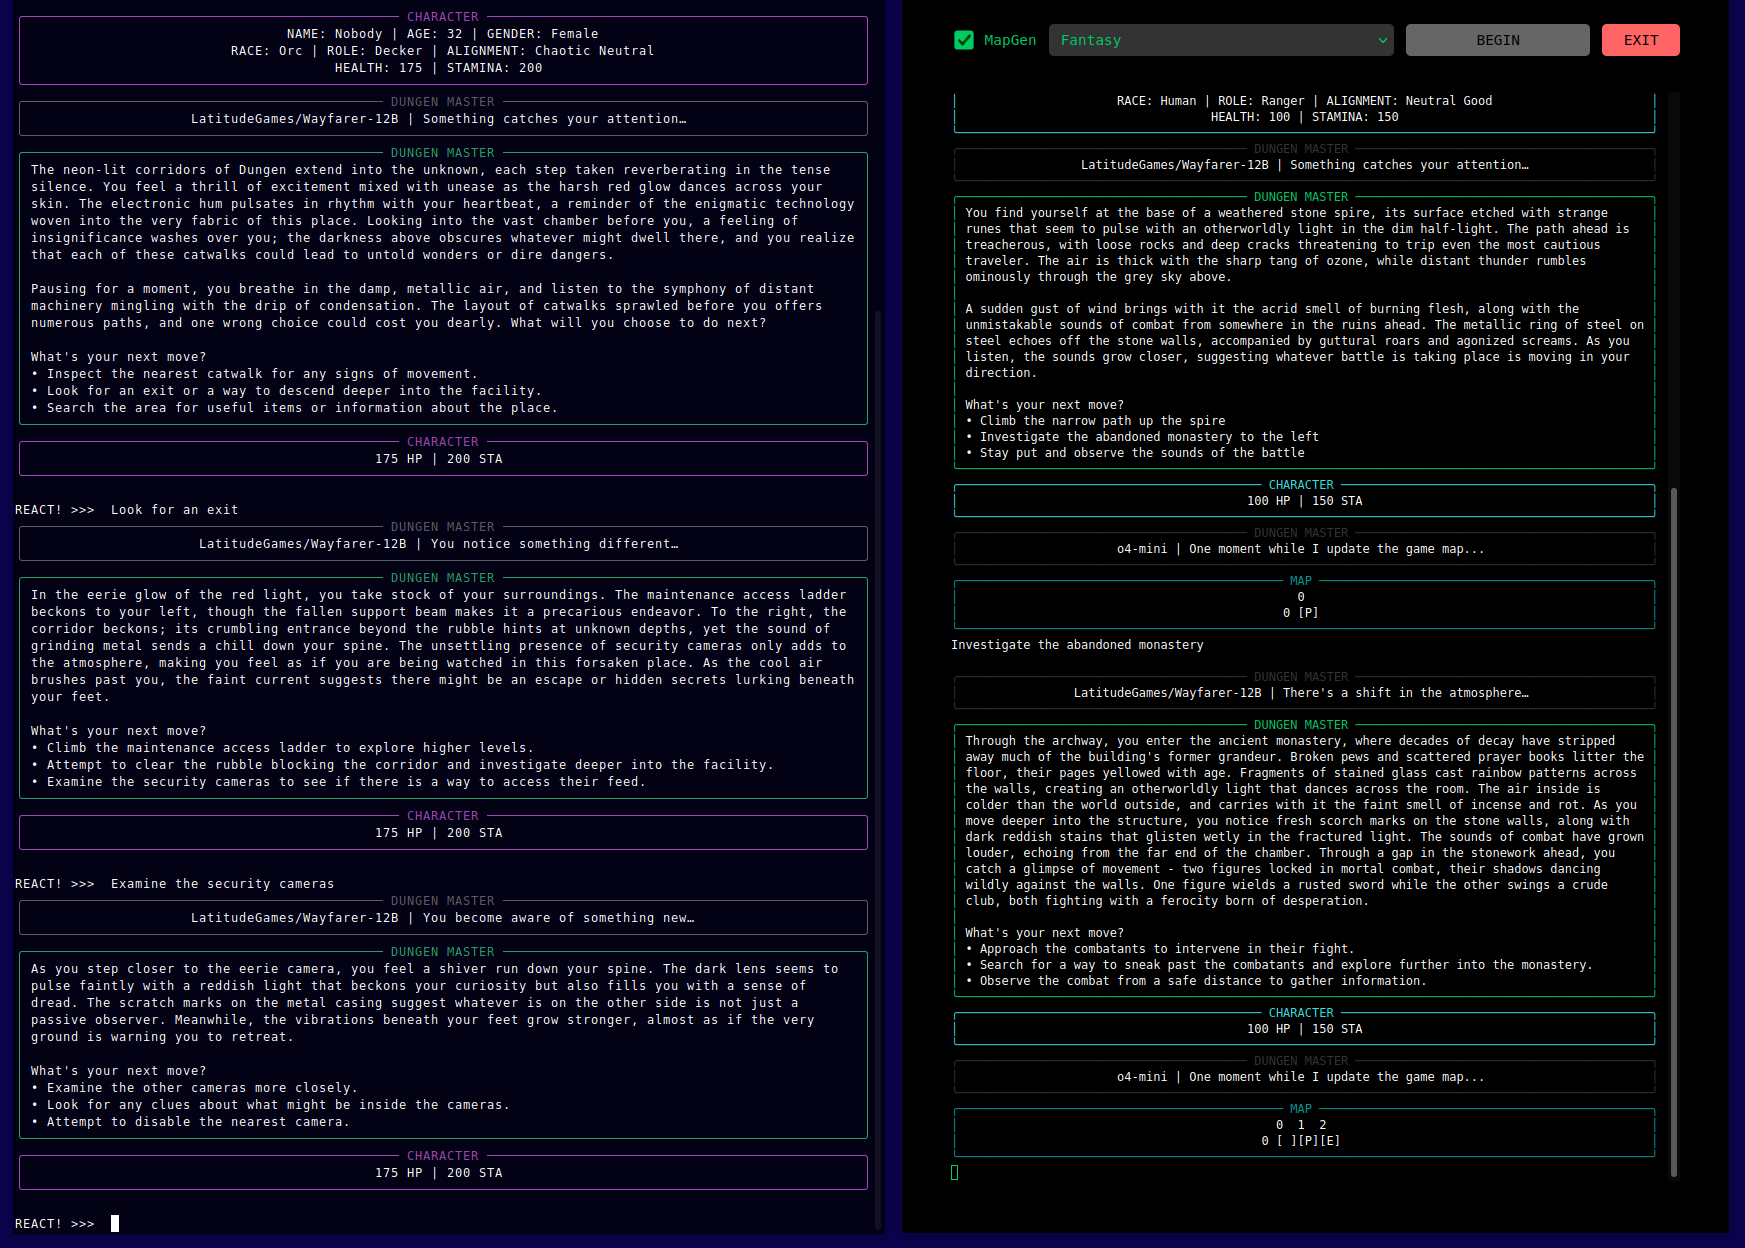 CHARACTER
NAME: Nobody | AGE: 32 | GENDER: Female
RACE: Orc | ROLE: Decker | ALIGNMENT: Chaotic Neutral
HEALTH: 175 | STAMINA: 200
DUNGEN MASTER
LatitudeGames/Wayfarer-12B | Something catches your attention…
DUNGEN MASTER
The neon-lit corridors of Dungen extend into the unknown, each step taken reverberating in the tense
silence. You feel a thrill of excitement mixed with unease as the harsh red glow dances across your
skin. The electronic hum pulsates in rhythm with your heartbeat, a reminder of the enigmatic technology
woven into the very fabric of this place. Looking into the vast chamber before you, a feeling of
insignificance washes over you; the darkness above obscures whatever might dwell there, and you realize
that each of these catwalks could lead to untold wonders or dire dangers.
Pausing for a moment, you breathe in the damp, metallic air, and listen to the symphony of distant
machinery mingling with the drip of condensation. The layout of catwalks sprawled before you offers
numerous paths, and one wrong choice could cost you dearly. What will you choose to do next?
What's your next move?
• Inspect the nearest catwalk for any signs of movement.
• Look for an exit or a way to descend deeper into the facility.
• Search the area for useful items or information about the place.
CHARACTER
175 HP | 200 STA
REACT! >>>  Look for an exit
DUNGEN MASTER
LatitudeGames/Wayfarer-12B | You notice something different…
DUNGEN MASTER
In the eerie glow of the red light, you take stock of your surroundings. The maintenance access ladder
beckons to your left, though the fallen support beam makes it a precarious endeavor. To the right, the
corridor beckons; its crumbling entrance beyond the rubble hints at unknown depths, yet the sound of
grinding metal sends a chill down your spine. The unsettling presence of security cameras only adds to
the atmosphere, making you feel as if you are being watched in this forsaken place. As the cool air
brushes past you, the faint current suggests there might be an escape or hidden secrets lurking beneath
your feet.
What's your next move?
• Climb the maintenance access ladder to explore higher levels.
• Attempt to clear the rubble blocking the corridor and investigate deeper into the facility.
• Examine the security cameras to see if there is a way to access their feed.
CHARACTER
175 HP | 200 STA
REACT! >>>  Examine the security cameras
DUNGEN MASTER
LatitudeGames/Wayfarer-12B | You become aware of something new…
DUNGEN MASTER
As you step closer to the eerie camera, you feel a shiver run down your spine. The dark lens seems to
pulse faintly with a reddish light that beckons your curiosity but also fills you with a sense of
dread. The scratch marks on the metal casing suggest whatever is on the other side is not just a
passive observer. Meanwhile, the vibrations beneath your feet grow stronger, almost as if the very
ground is warning you to retreat.
What's your next move?
• Examine the other cameras more closely.
• Look for any clues about what might be inside the cameras.
• Attempt to disable the nearest camera.
CHARACTER
175 HP | 200 STA
REACT! >>>
MapGen
Fantasy
BEGIN
EXIT
RACE: Human | ROLE: Ranger | ALIGNMENT: Neutral Good
HEALTH: 100 | STAMINA: 150
DUNGEN MASTER
LatitudeGames/Wayfarer-12B | Something catches your attention…
DUNGEN MASTER
You find yourself at the base of a weathered stone spire, its surface etched with strange
runes that seem to pulse with an otherworldly light in the dim half-light. The path ahead is
treacherous, with loose rocks and deep cracks threatening to trip even the most cautious
traveler. The air is thick with the sharp tang of ozone, while distant thunder rumbles
ominously through the grey sky above.
A sudden gust of wind brings with it the acrid smell of burning flesh, along with the
unmistakable sounds of combat from somewhere in the ruins ahead. The metallic ring of steel on
steel echoes off the stone walls, accompanied by guttural roars and agonized screams. As you
listen, the sounds grow closer, suggesting whatever battle is taking place is moving in your
direction.
What's your next move?
• Climb the narrow path up the spire
• Investigate the abandoned monastery to the left
• Stay put and observe the sounds of the battle
CHARACTER
100 HP | 150 STA
DUNGEN MASTER
o4-mini | One moment while I update the game map...
MAP
0
0 [P]
Investigate the abandoned monastery
DUNGEN MASTER
LatitudeGames/Wayfarer-12B | There's a shift in the atmosphere…
DUNGEN MASTER
Through the archway, you enter the ancient monastery, where decades of decay have stripped
away much of the building's former grandeur. Broken pews and scattered prayer books litter the
floor, their pages yellowed with age. Fragments of stained glass cast rainbow patterns across
the walls, creating an otherworldly light that dances across the room. The air inside is
colder than the world outside, and carries with it the faint smell of incense and rot. As you
move deeper into the structure, you notice fresh scorch marks on the stone walls, along with
dark reddish stains that glisten wetly in the fractured light. The sounds of combat have grown
louder, echoing from the far end of the chamber. Through a gap in the stonework ahead, you
catch a glimpse of movement - two figures locked in mortal combat, their shadows dancing
wildly against the walls. One figure wields a rusted sword while the other swings a crude
club, both fighting with a ferocity born of desperation.
What's your next move?
• Approach the combatants to intervene in their fight.
• Search for a way to sneak past the combatants and explore further into the monastery.
• Observe the combat from a safe distance to gather information.
CHARACTER
100 HP | 150 STA
DUNGEN MASTER
o4-mini | One moment while I update the game map...
MAP
0  1  2
0 [ ][P][E]